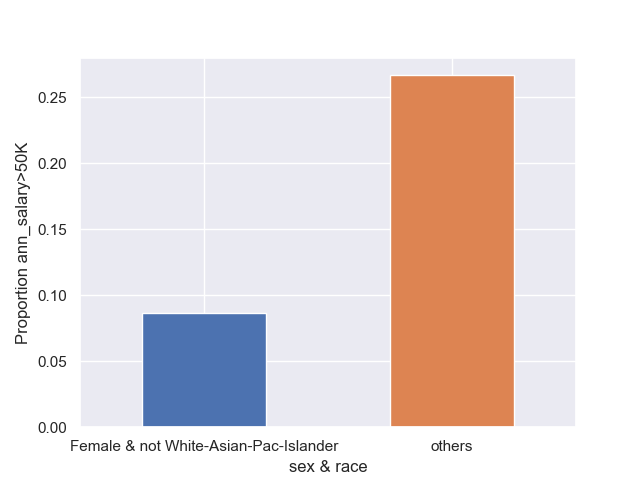 Proportion ann_salary>50K
0.25
0.20
0.15
0.10
0.05
0.00
Female & not White-Asian-Pac-Islander
others
sex & race